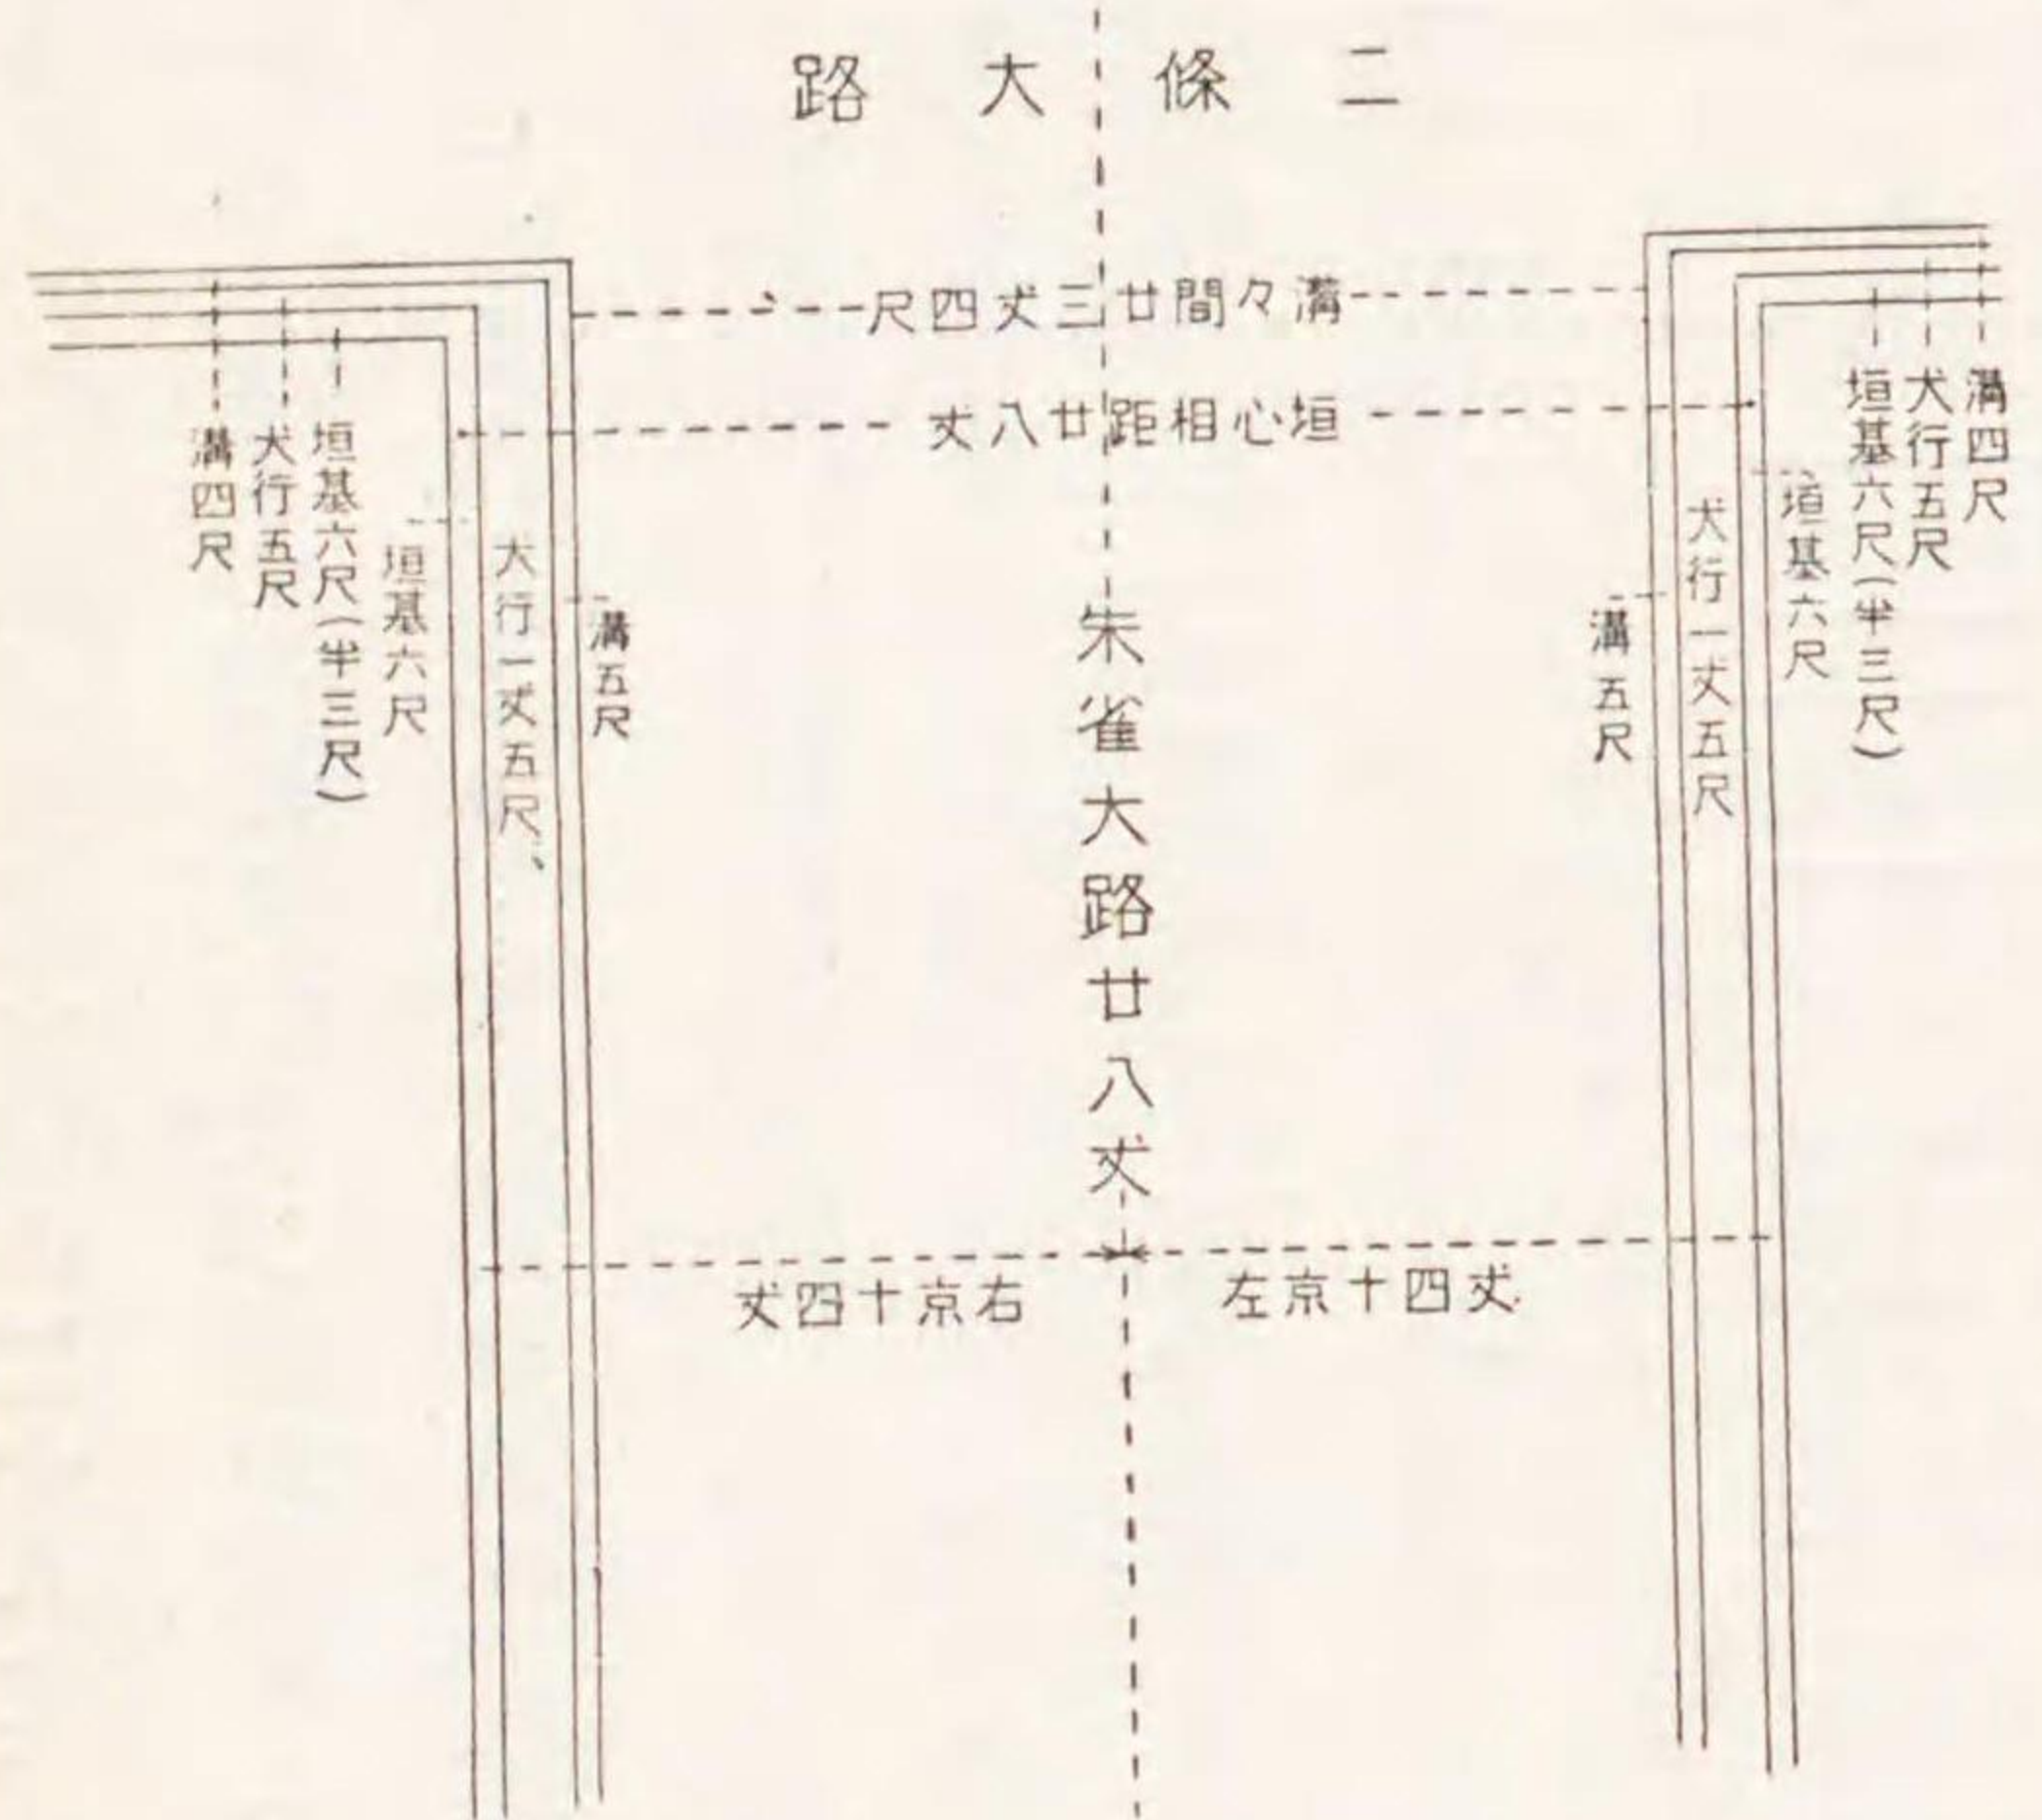 二條大路
溝々間廿三丈四尺
垣心相距廿八丈
溝四尺
犬行五尺
垣基六尺(半三尺)
垣基六尺
犬行一丈五尺
溝五尺
朱雀大路廿八丈
溝五尺
犬行一丈五尺
垣基六尺
垣基六尺(半三尺)
犬行五尺
溝四尺
左京十四丈
右京十四丈